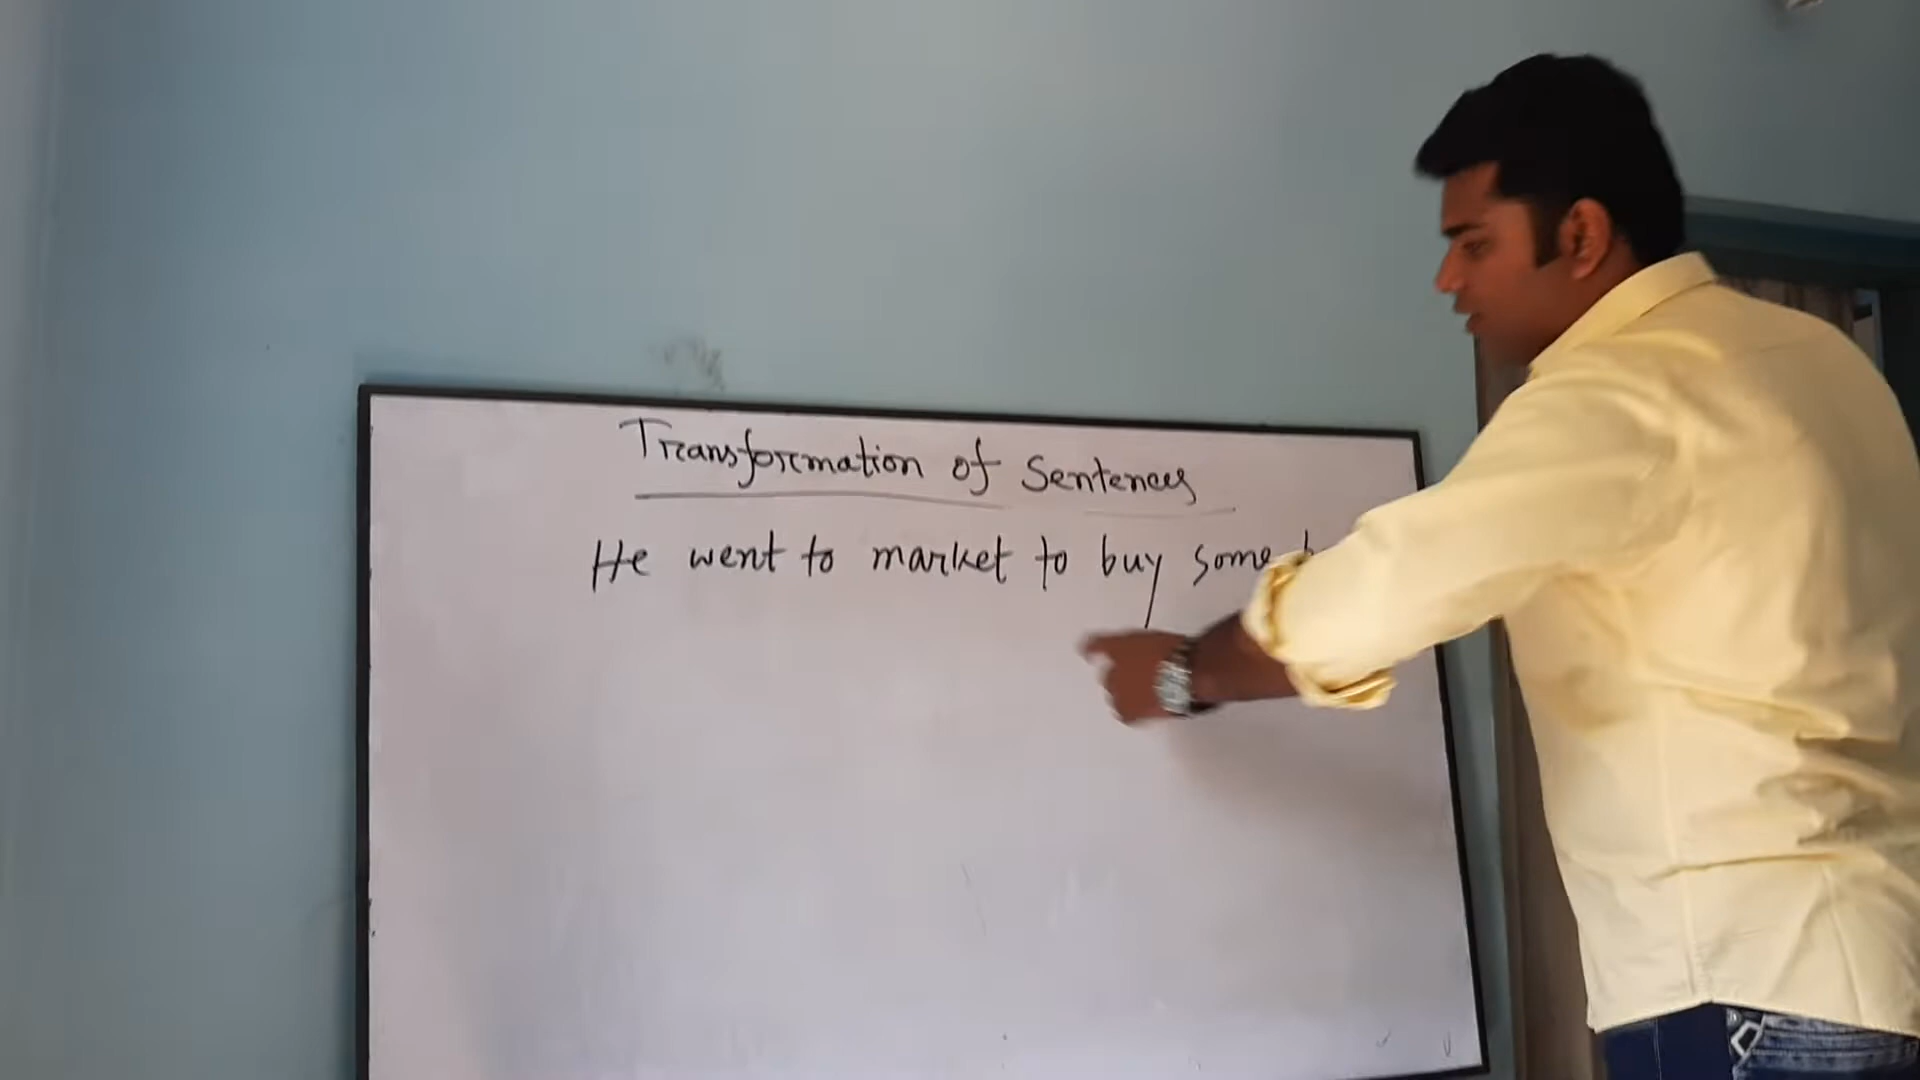 Transformation of Sentences
He went to market to buy some